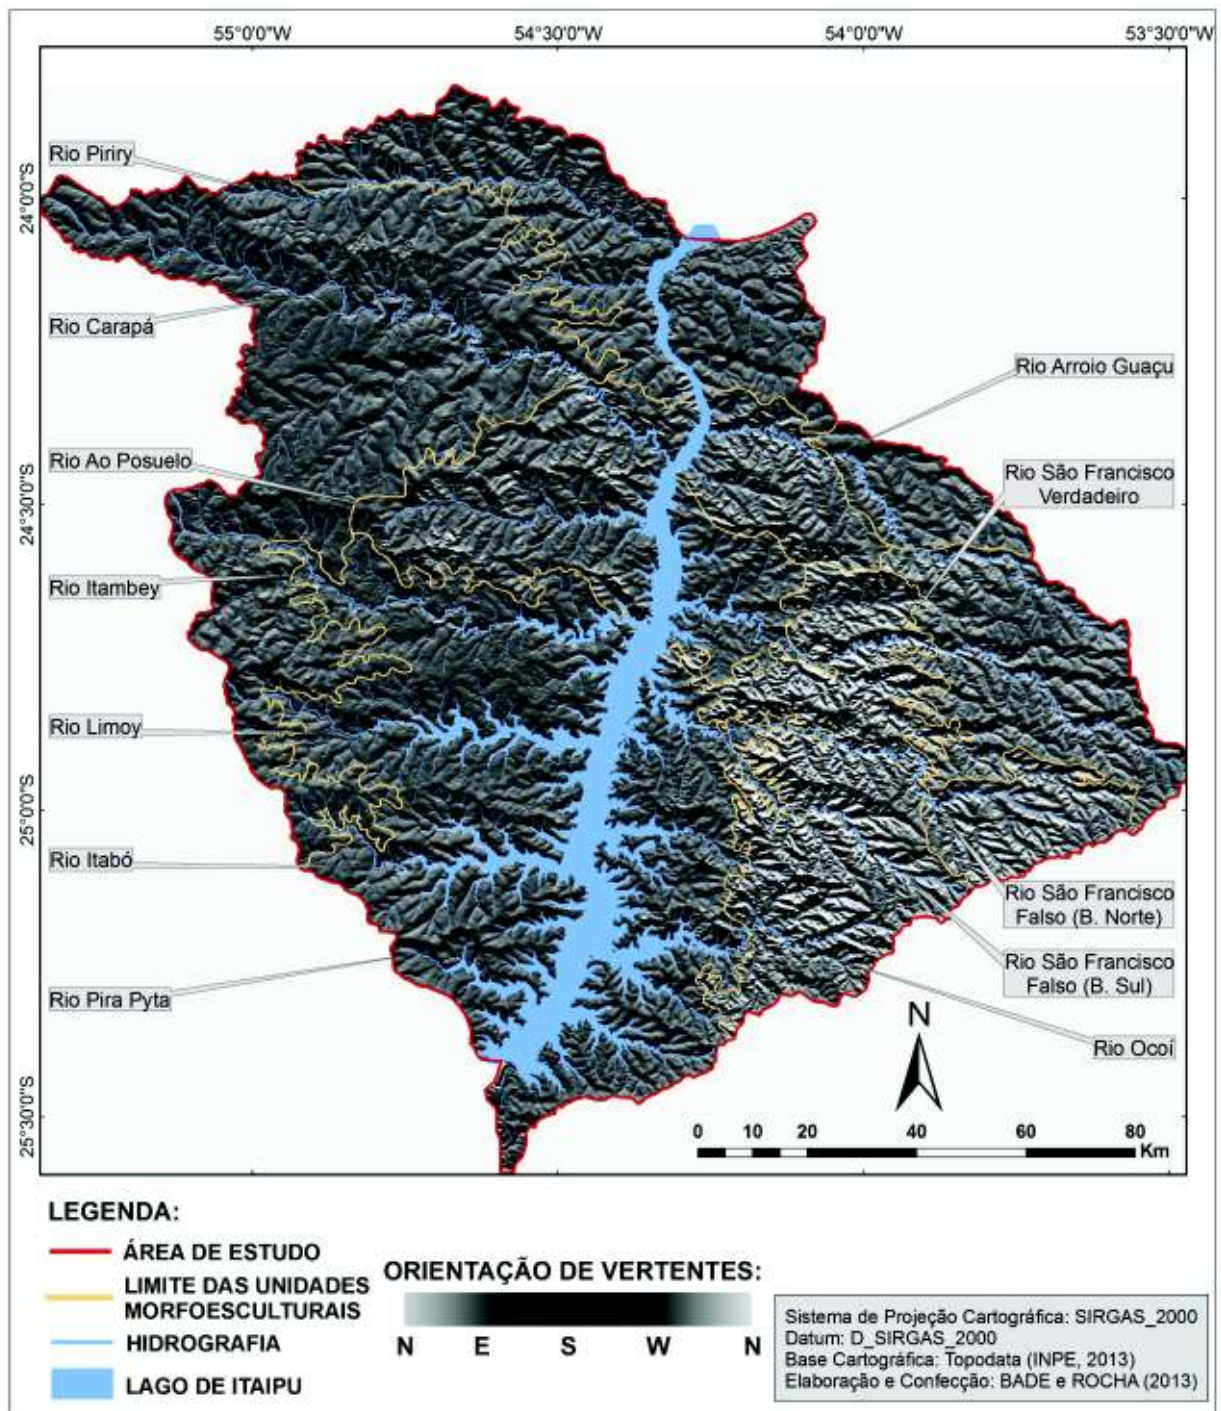 55°0'0"W 54°30'0"W 54°0'0"W 53°30'0"W
24°0'0"S
24°30'0"S
25°0'0"S
25°30'0"S
Rio Piriry
Rio Carapá
Rio Ao Posuelo
Rio Itambey
Rio Limoy
Rio Itabó
Rio Pira Pyta
Rio Arroio Guaçu
Rio São Francisco
Verdadeiro
Rio São Francisco
Falso (B. Norte)
Rio São Francisco
Falso (B. Sul)
Rio Ocoí
N
0 10 20 40 60 80
Km
LEGENDA:
ÁREA DE ESTUDO
LIMITE DAS UNIDADES
MORFOESCULTURAIS
HIDROGRAFIA
LAGO DE ITAIPU
ORIENTAÇÃO DE VERTENTES:
N E S W N
Sistema de Projeção Cartográfica: SIRGAS_2000
Datum: D_SIRGAS_2000
Base Cartográfica: Topodata (INPE, 2013)
Elaboração e Confecção: BADE e ROCHA (2013)